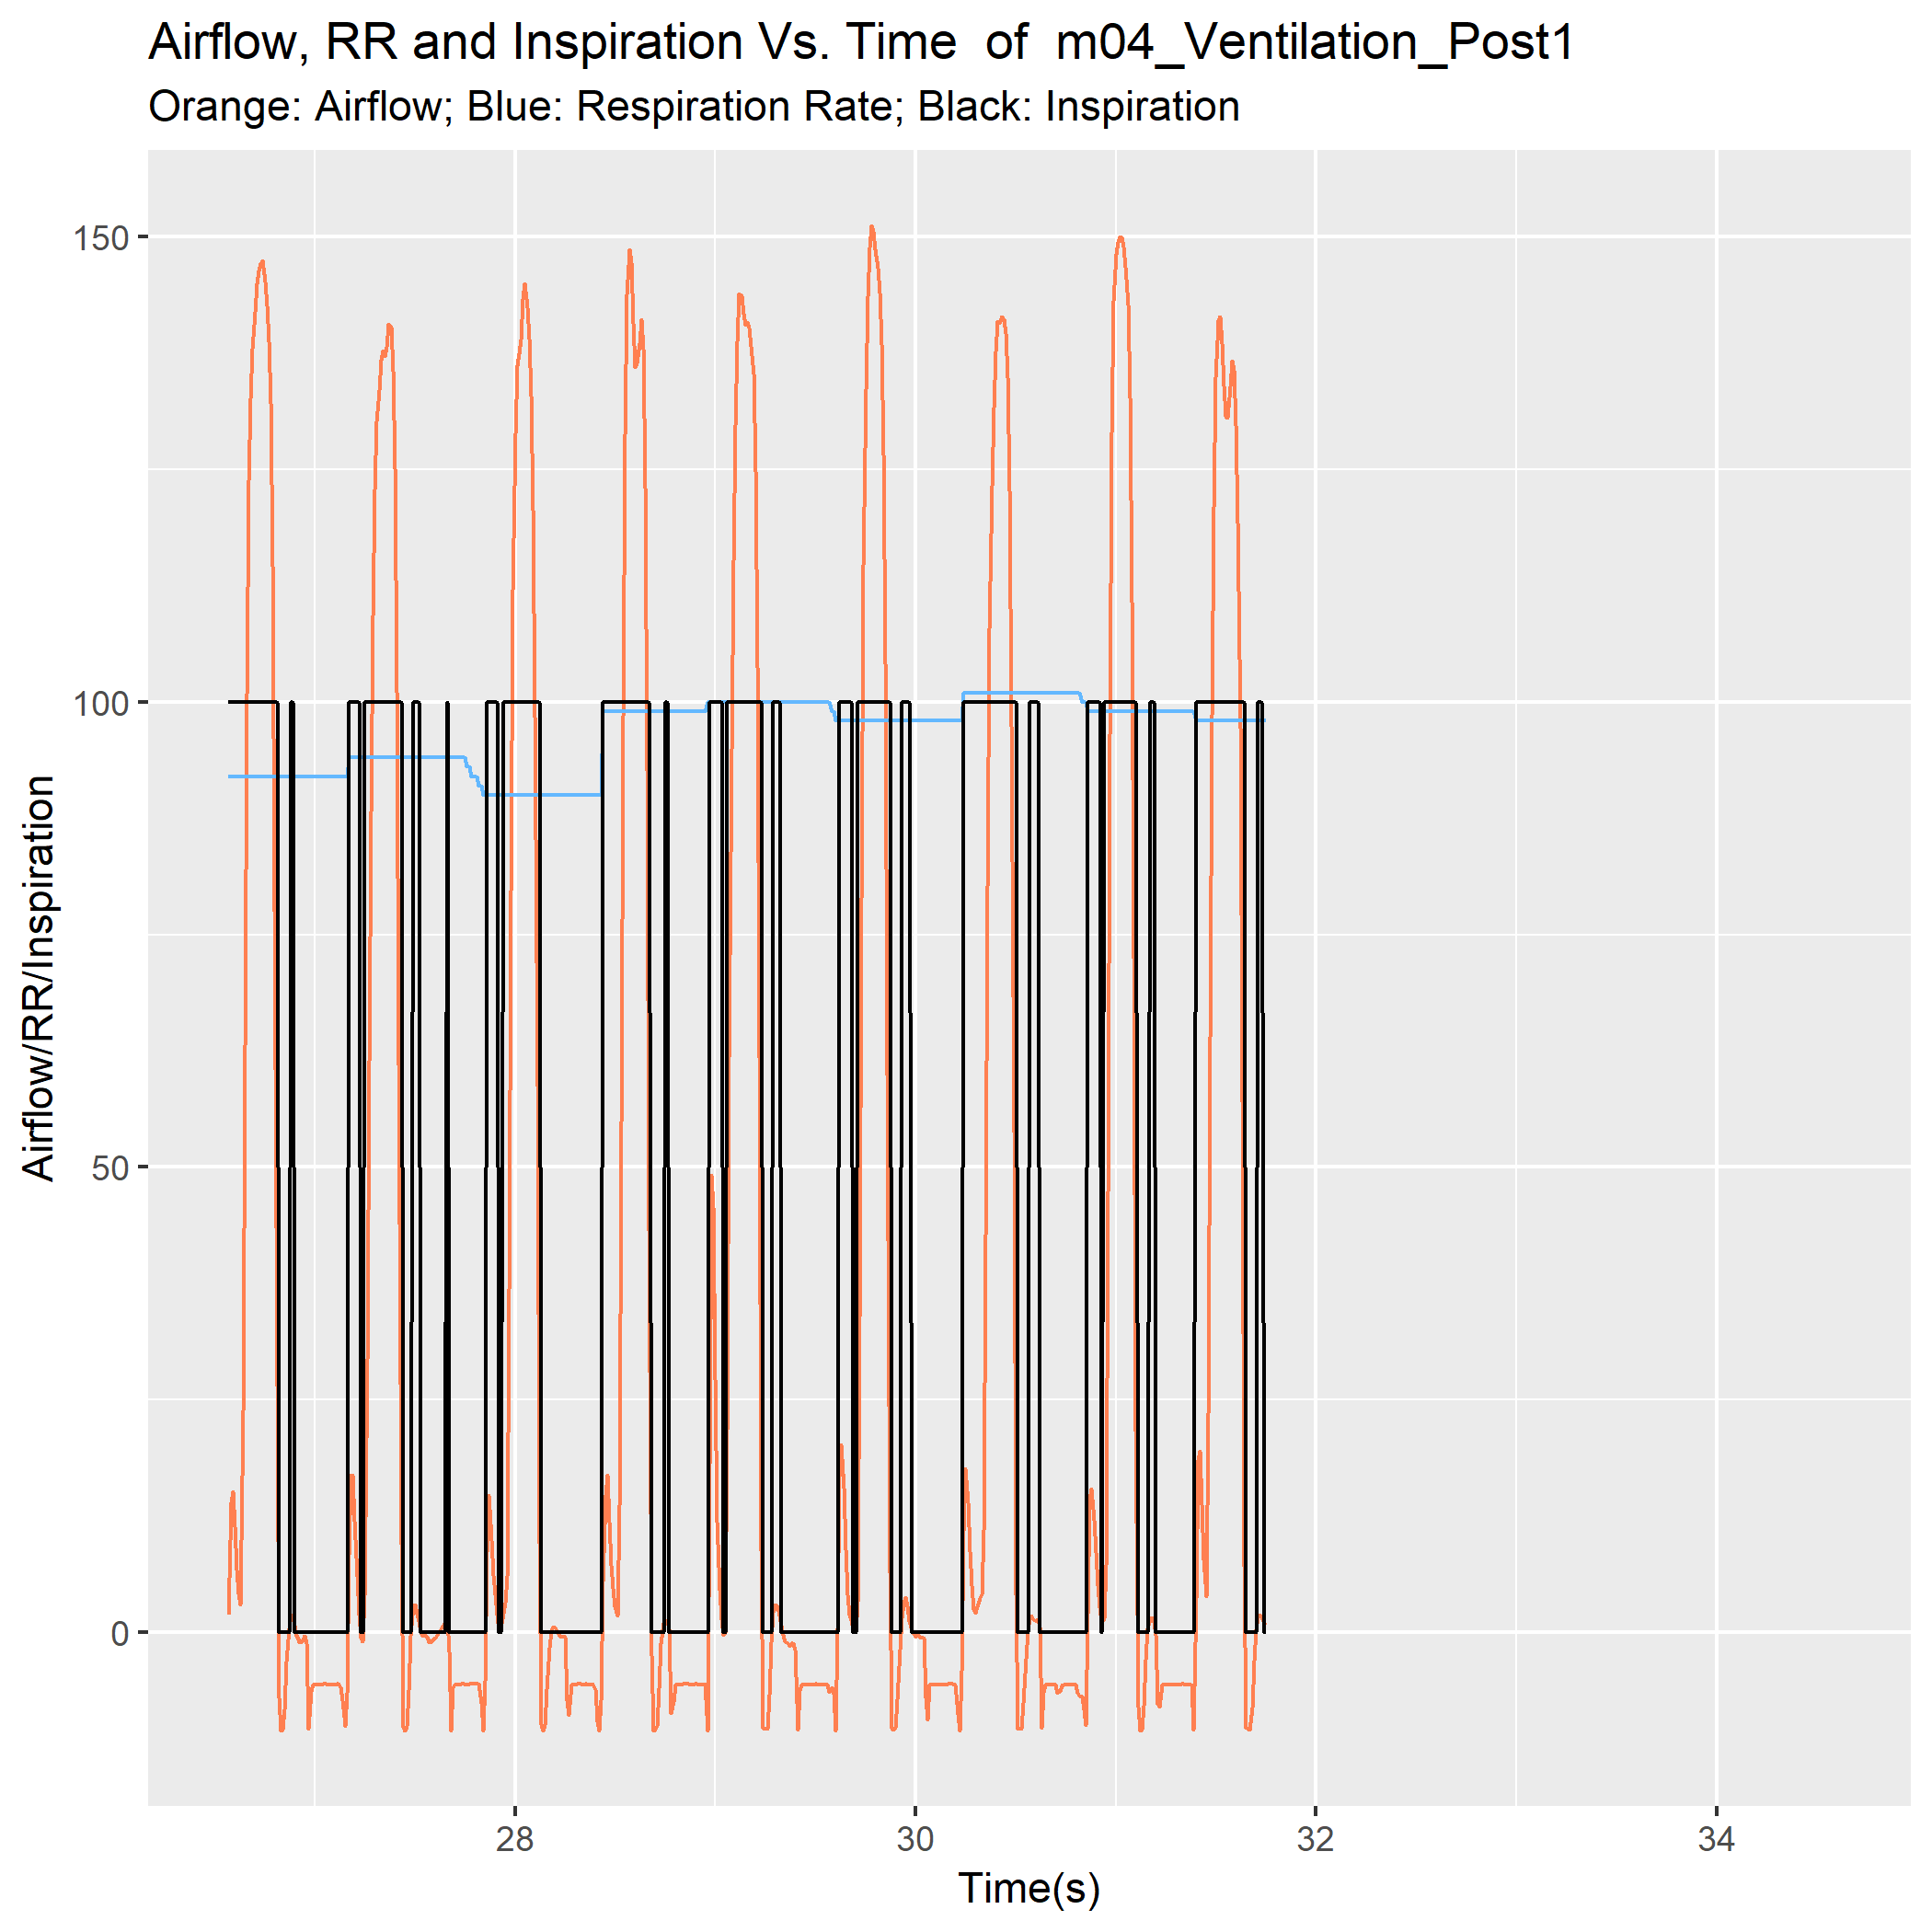 Airflow, RR and Inspiration Vs. Time  of  m04_Ventilation_Post1
Orange: Airflow; Blue: Respiration Rate; Black: Inspiration
Airflow/RR/Inspiration
150
100
50
0
28
30
32
34
Time(s)